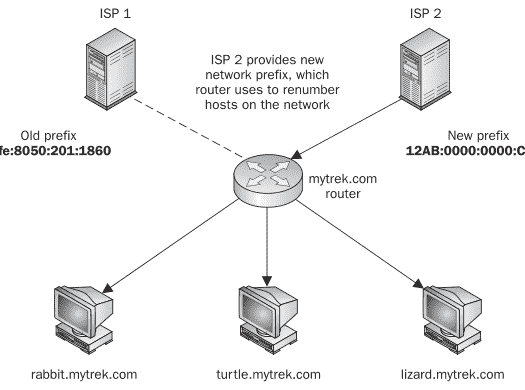 ISP 1
ISP 2
ISP 2 provides new
network prefix, which
router uses to renumber
hosts on the network
Old prefix
fe:8050:201:1860
New prefix
12AB:0000:0000:C
mytrek.com
router
rabbit.mytrek.com
turtle.mytrek.com
lizard.mytrek.com